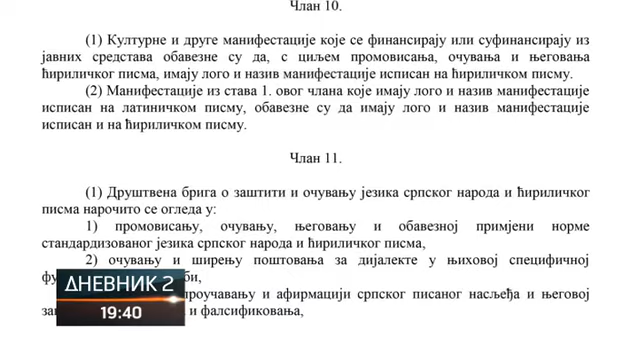 Члан 10.
(1) Културне и друге манифестације које се финансирају или суфинансирају из
јавних средстава обавезне су да, с циљем промовисања, очувања и његовања
ћириличког писма, имају лого и назив манифестације исписан на ћириличком писму.
(2) Манифестације из става 1. овог члана које имају лого и назив манифестације
исписан на латиничком писму, обавезне су да имају лого и назив манифестације
исписан и на ћириличком писму.
Члан 11.
(1) Друштвена брига о заштити и очувању језика српског народа и ћириличког
писма нарочито се огледа у:
1) промовисању, очувању, његовању и обавезној примјени норме
стандардизованог језика српског народа и ћириличког писма,
2) очувању и ширењу поштовања за дијалекте у њиховој специфичној
проучавању и афирмацији српског писаног насљеђа и његовој
и фалсификовања,
ДНЕВНИК 2
19:40